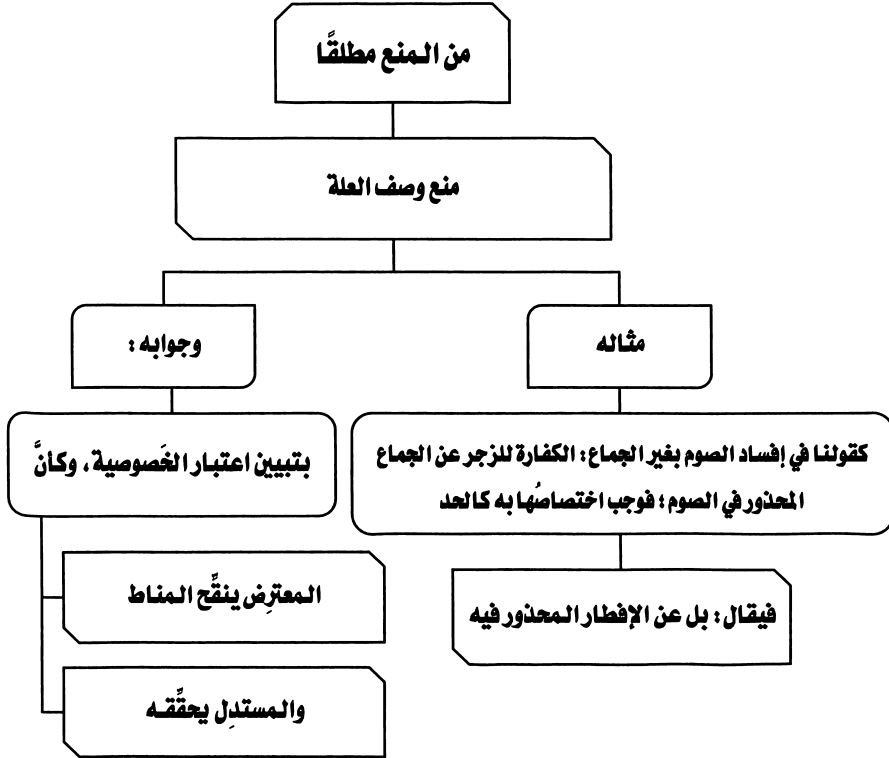 من المنع مطلقًا
منع وصف العلة
مثاله
كقولنا في إفساد الصوم بغير الجماع: الكفارة للزجر عن الجماع
المحذور في الصوم؛ فوجب اختصاصُها به كالحد
فيقال: بل عن الإفطار المحذور فيه
وجوابه:
بتبيين اعتبار الخَصوصية، وكأنَّ
المعترِض ينقِّح المناط
والمستدِل يحقِّقه